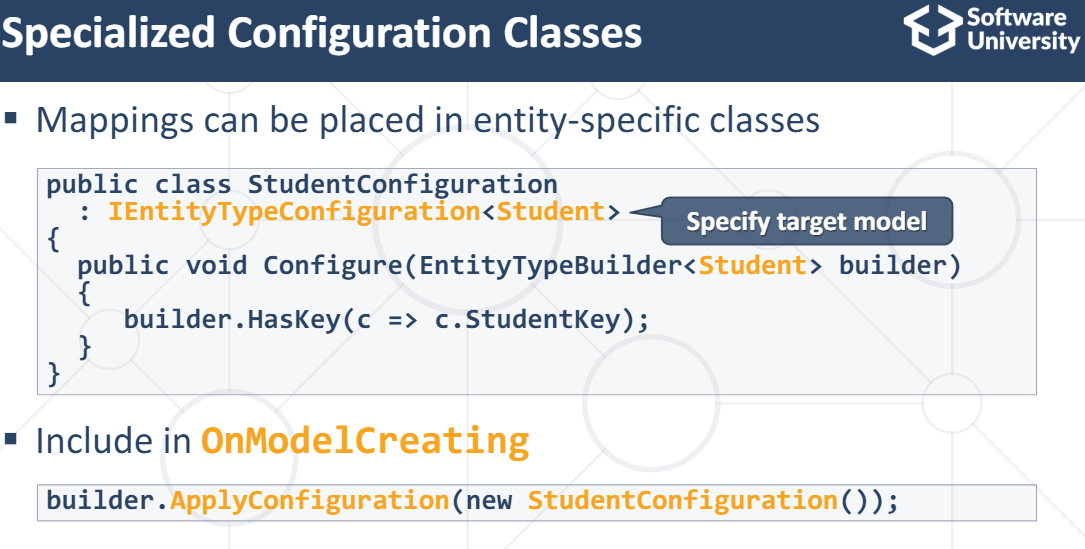 Specialized Configuration Classes
Software
University
▪ Mappings can be placed in entity-specific classes
public class StudentConfiguration
: IEntityTypeConfiguration<Student>
Specify target model
{
public void Configure(EntityTypeBuilder<Student> builder)
{
builder.HasKey(c => c.StudentKey);
}
}
▪ Include in OnModelCreating
builder.ApplyConfiguration(new StudentConfiguration());